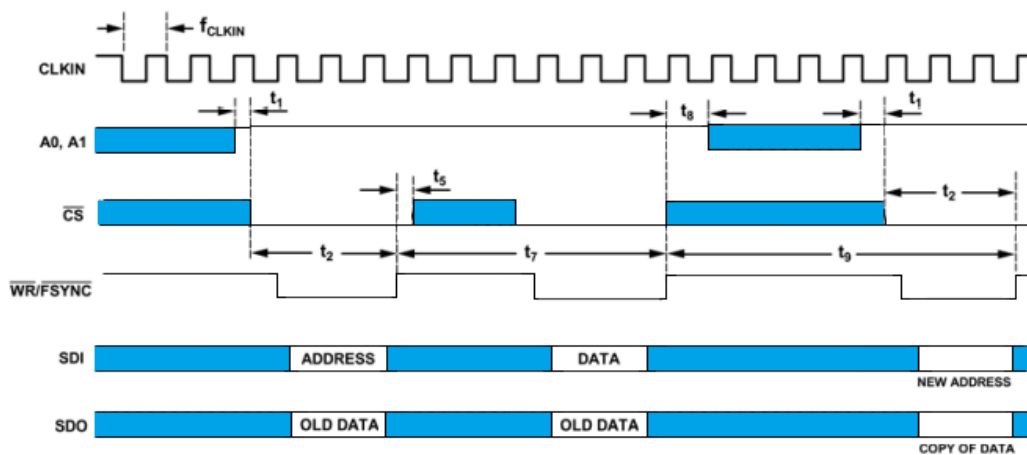 fCLKIN
CLKIN
t1
t8
t1
A0, A1
t5
t2
CS
t2
t7
t9
WR/FSYNC
SDI
ADDRESS
DATA
NEW ADDRESS
SDO
OLD DATA
OLD DATA
COPY OF DATA